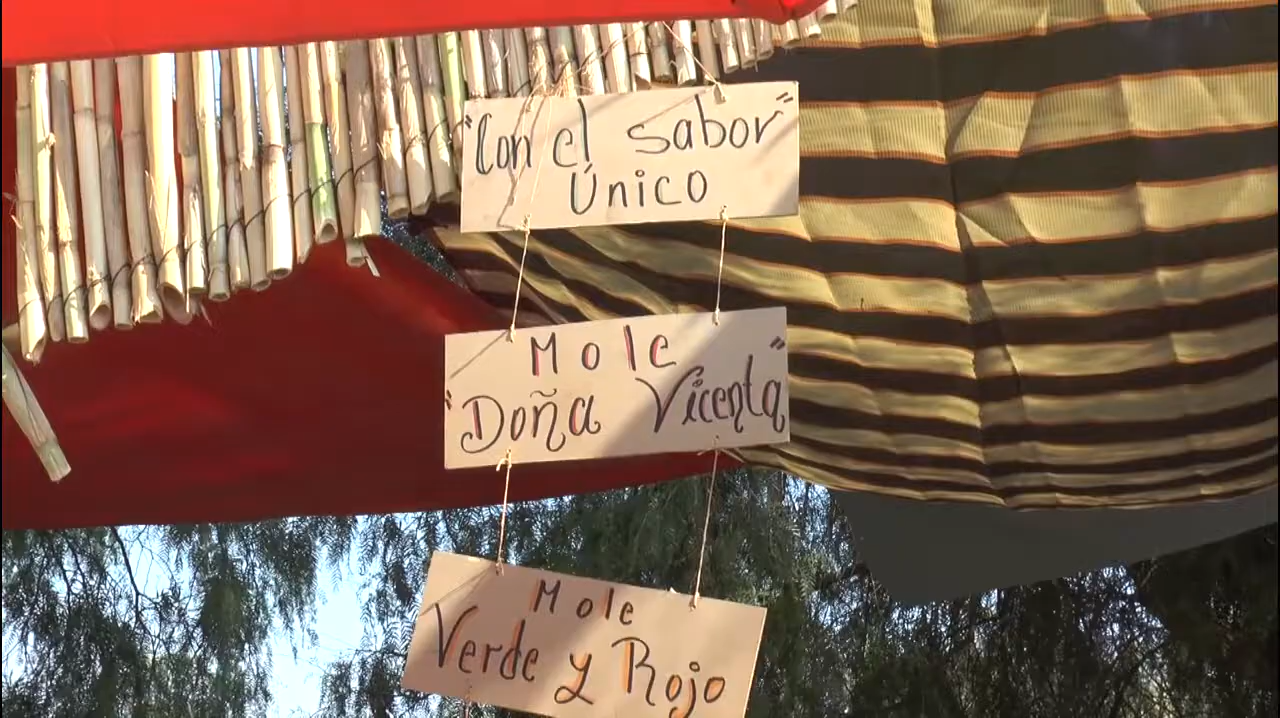 "Con el sabor"
Único
Mole
"Doña Vicenta"
Mole
Verde y Rojo